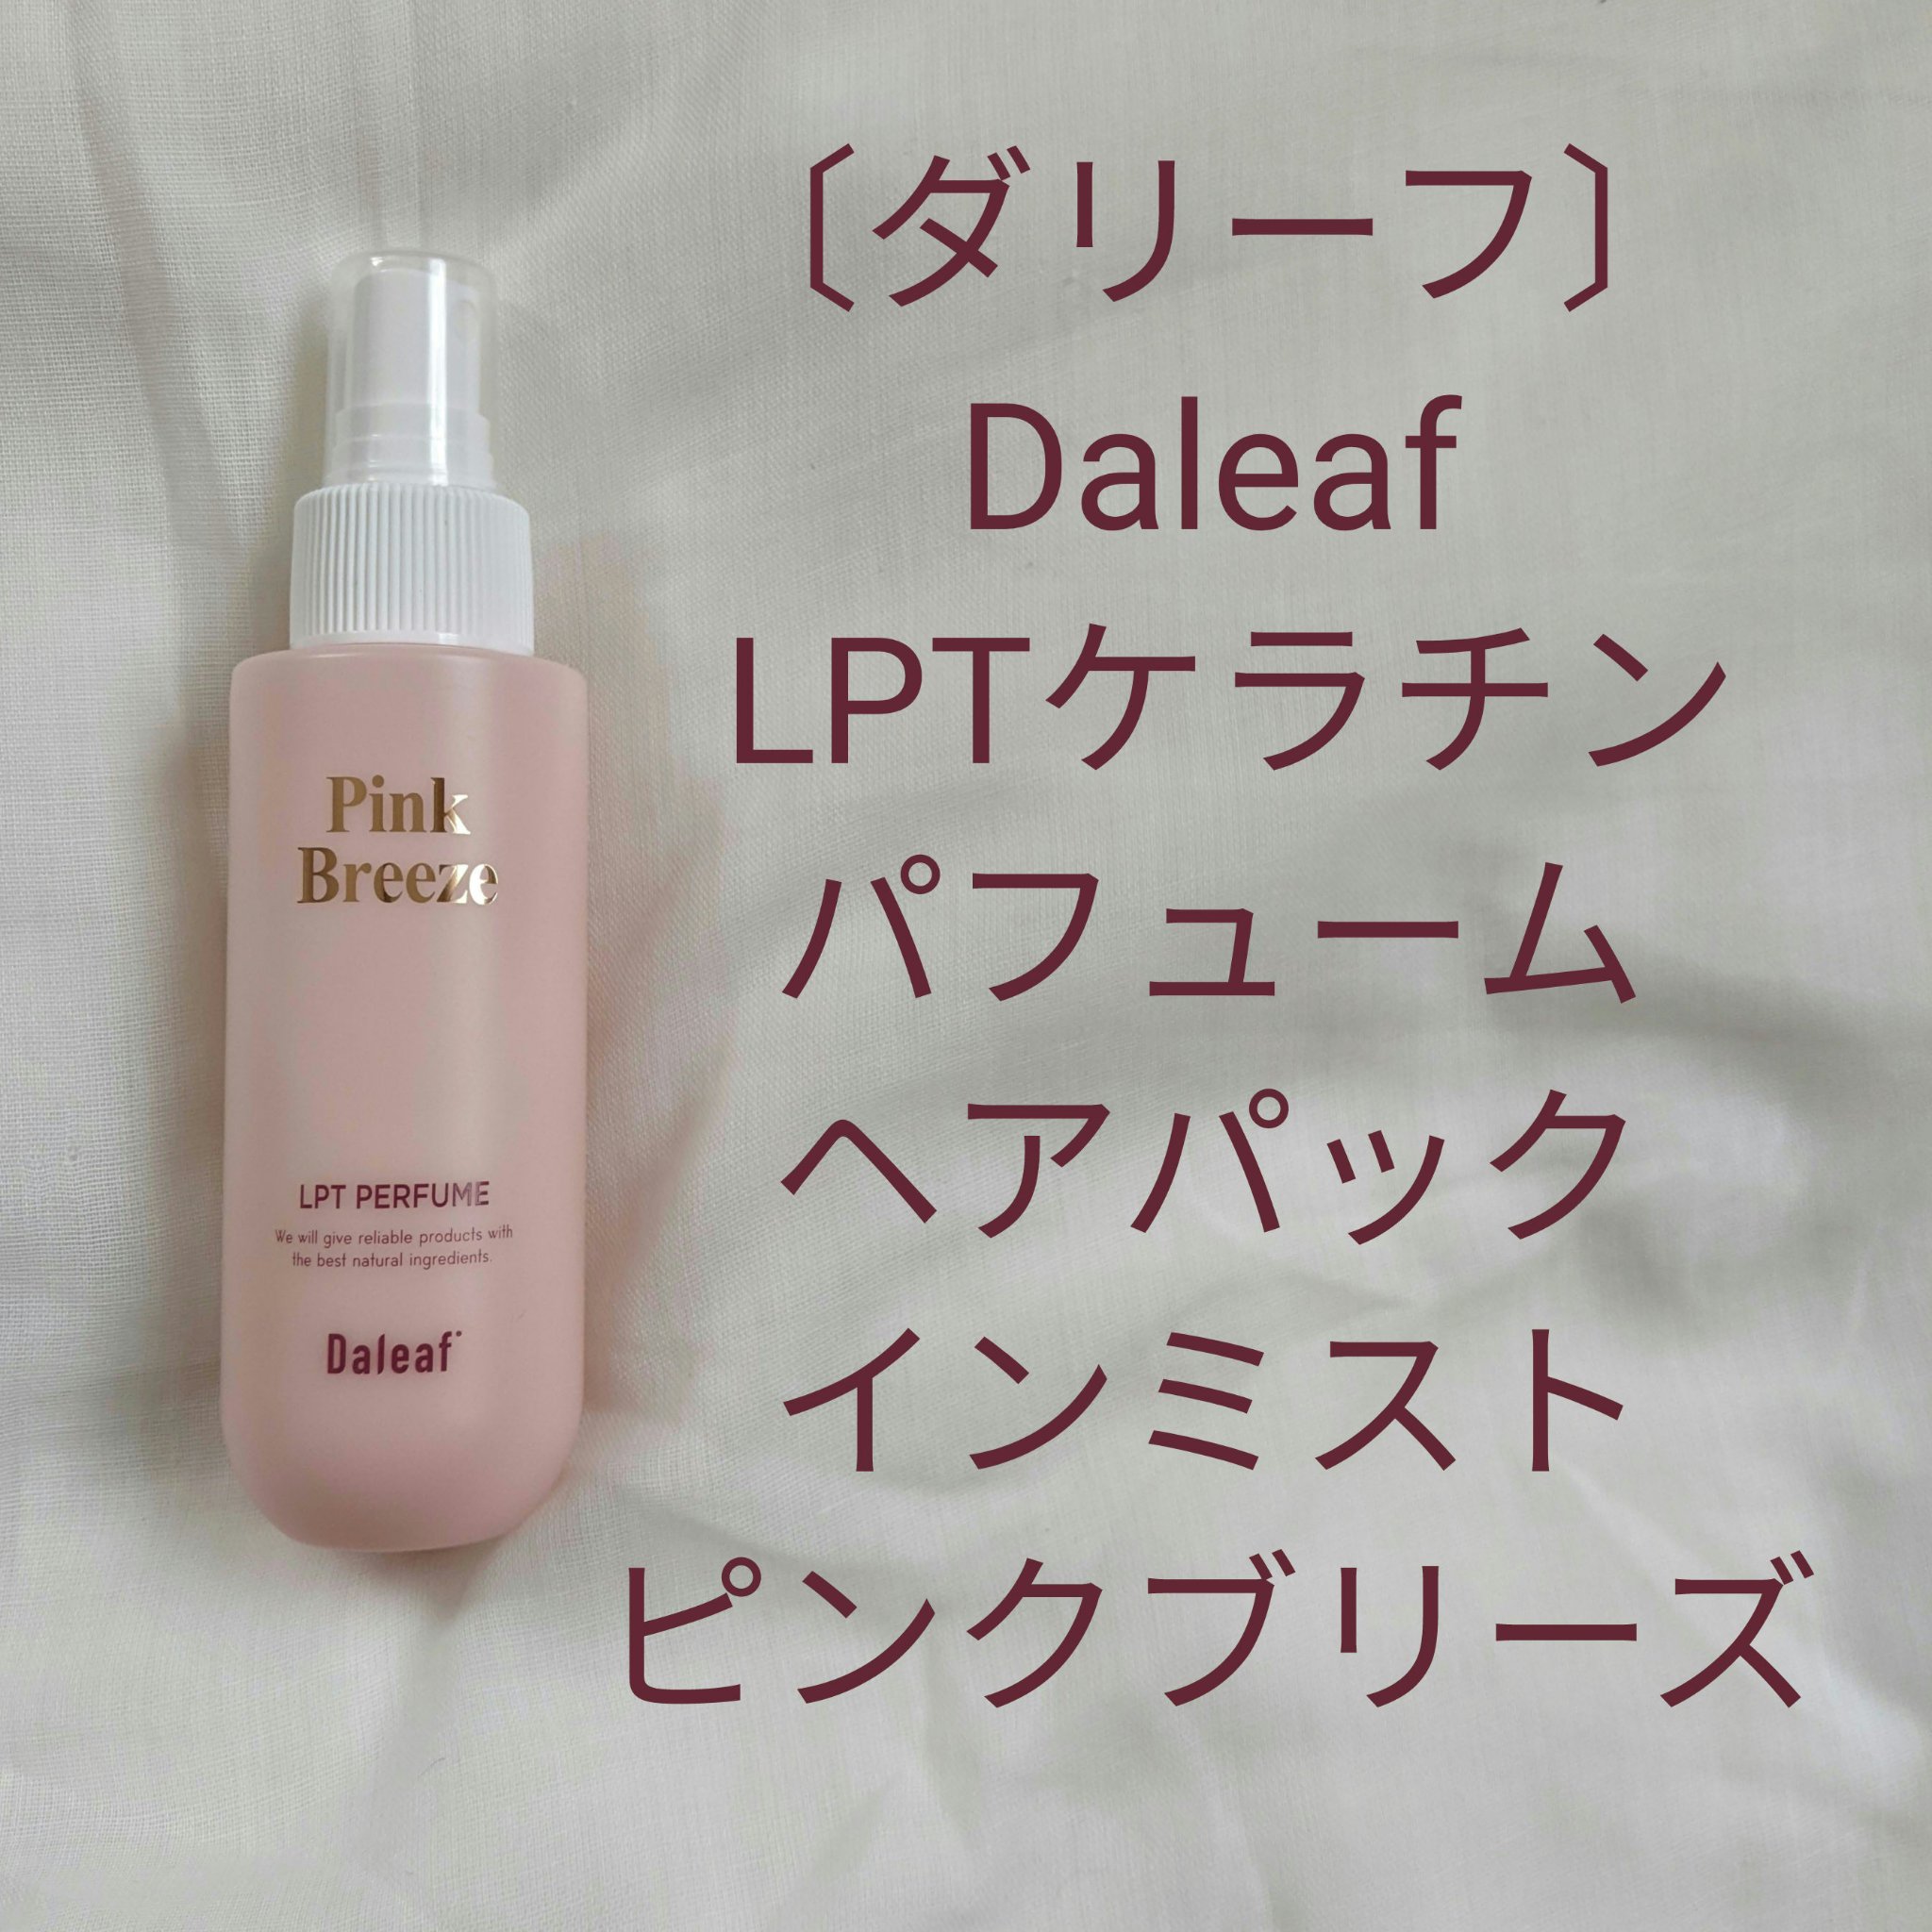 Pink
Breeze
LPT PERFUME
We will give reliable products with
the best natural ingredients.
Daleaf
〔ダリーフ〕
Daleaf
LPTケラチン
パフューム
ヘアパック
インミスト
ピンクブリーズ